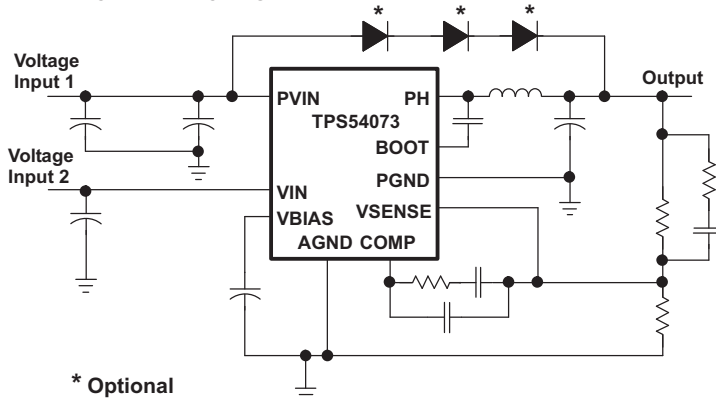 * * *
Voltage
Input 1
Output
PVIN PH
TPS54073
BOOT
Voltage
Input 2
PGND
VIN
VSENSE
VBIAS
AGND COMP
* Optional